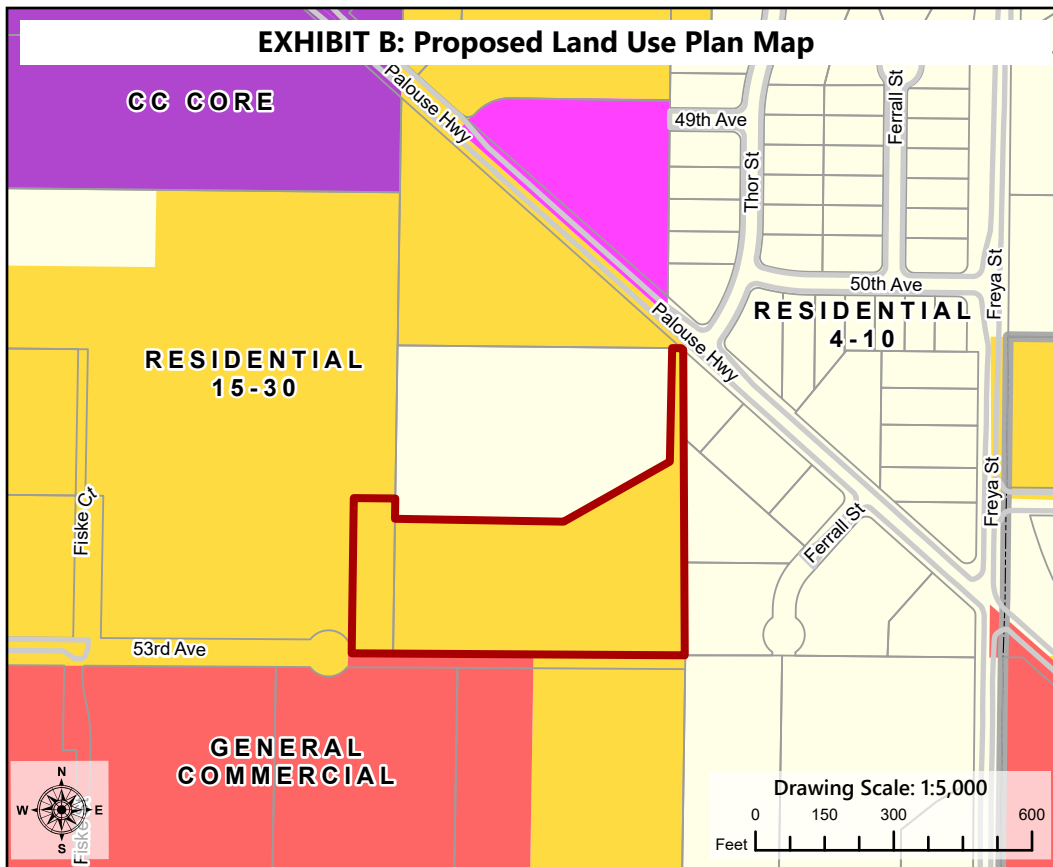 EXHIBIT B: Proposed Land Use Plan Map
CC CORE
Palouse Hwy
49th Ave
Ferrall St
Thor St
50th Ave
Freya St
RESIDENTIAL
4-10
Palouse Hwy
RESIDENTIAL
15-30
Fiske Ct
Freya St
Ferrall St
53rd Ave
GENERAL
COMMERCIAL
N
W
E
S
Drawing Scale: 1:5,000
0 150 300 600
Feet